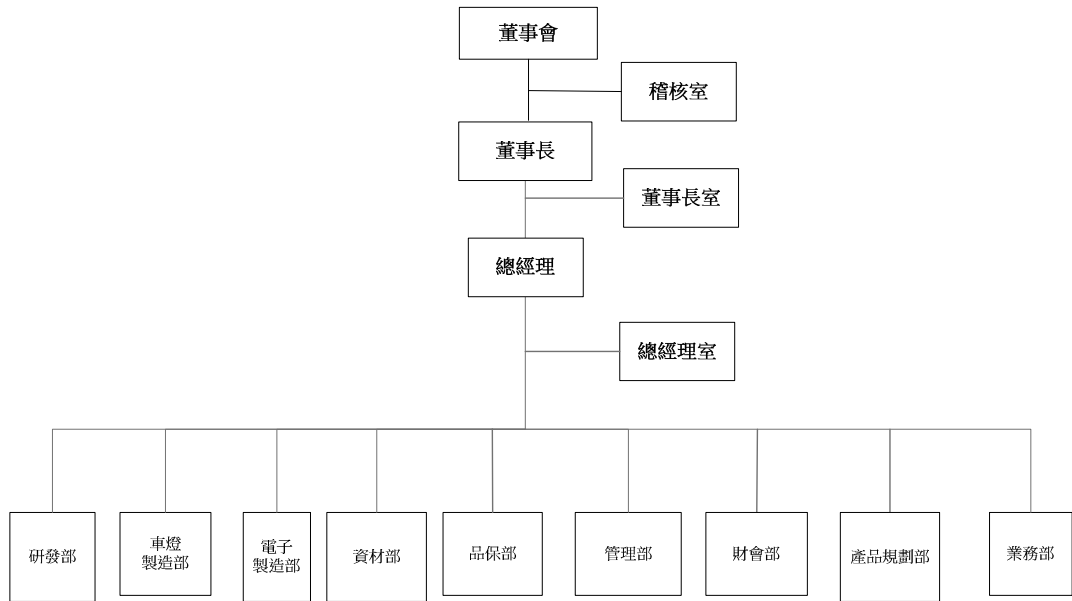 董事會
稽核室
董事長
董事長室
總經理
總經理室
研發部
車燈
製造部
電子
製造部
資材部
品保部
管理部
財會部
產品規劃部
業務部